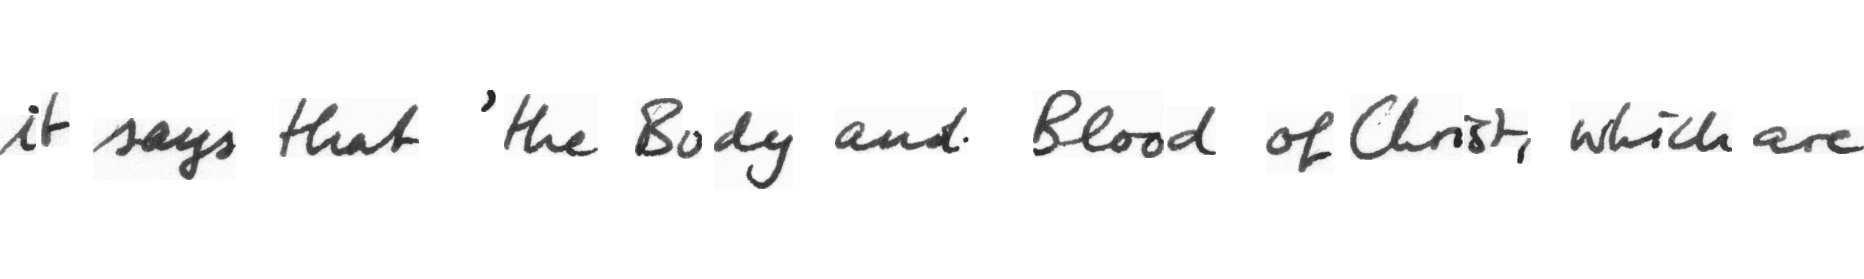 it says that 'the Body and Blood of Christ, which are